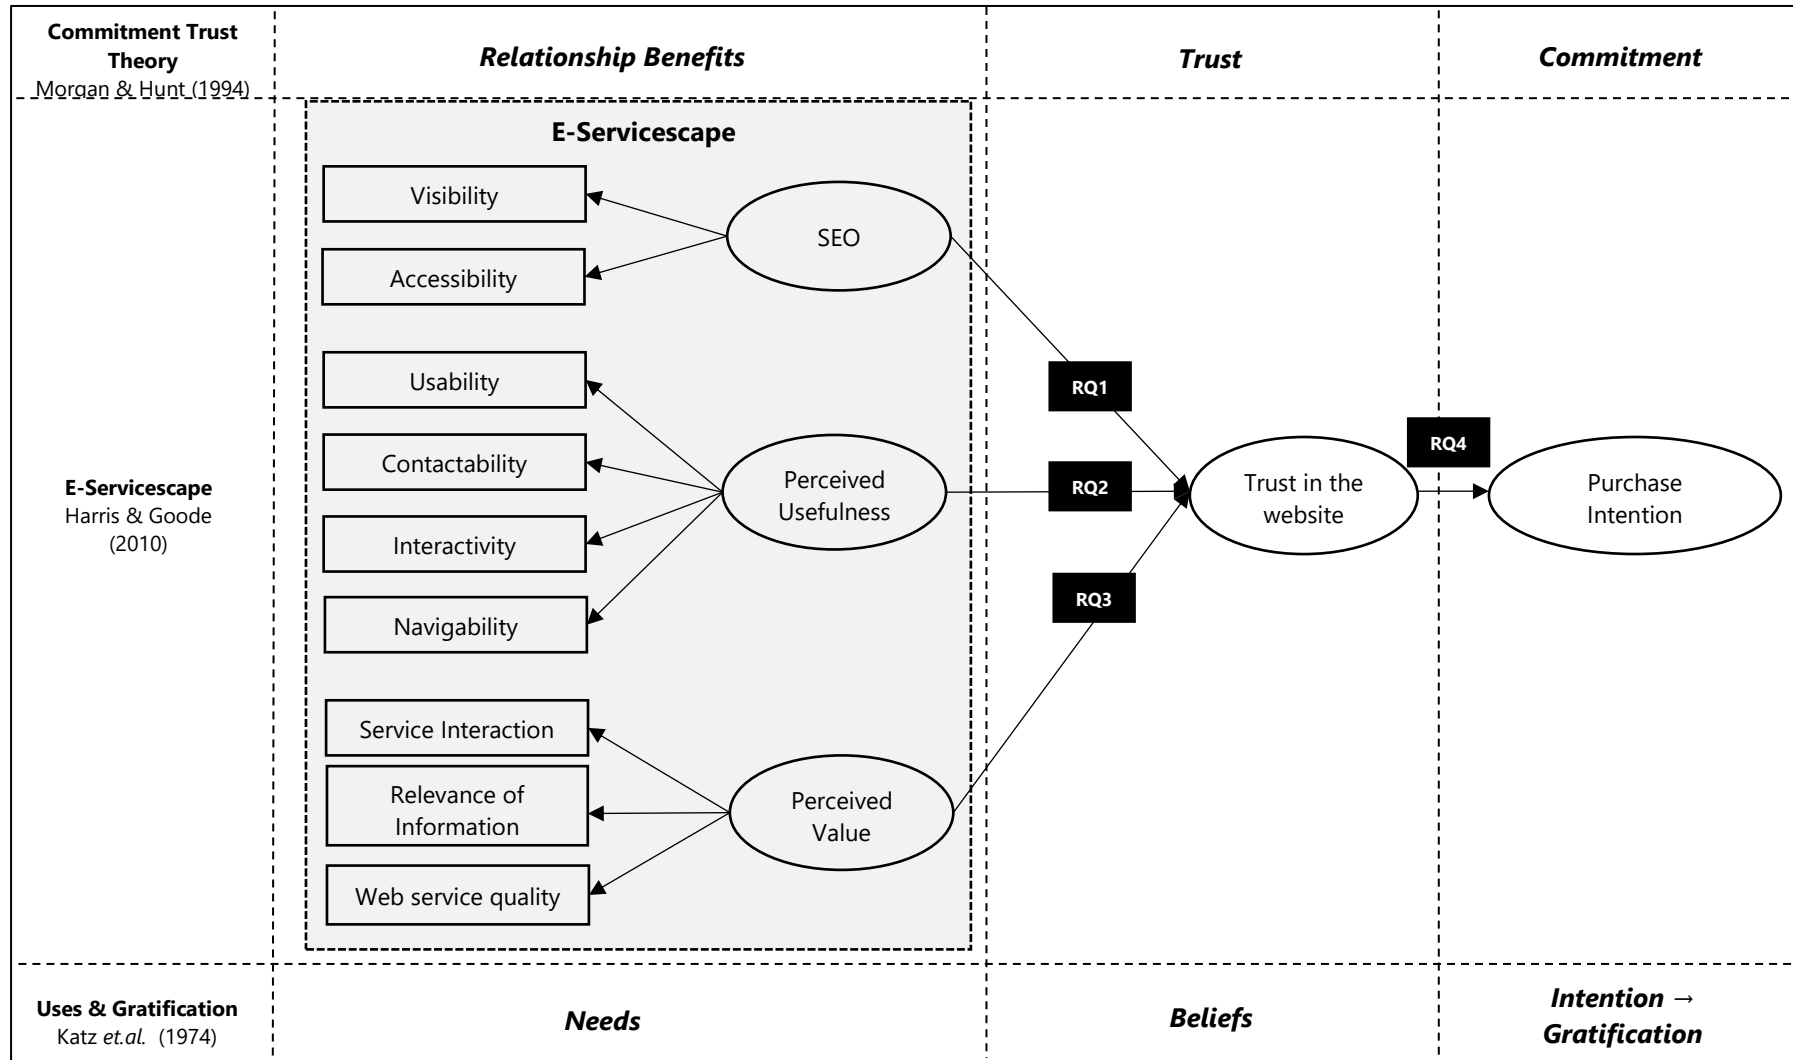 Commitment Trust
Theory
Morgan & Hunt (1994)
Relationship Benefits
Trust
Commitment
E-Servicescape
Visibility
SEO
Accessibility
Usability
RQ1
Contactability
Perceived
Usefulness
RQ2
Trust in the
website
RQ4
Purchase
Intention
E-Servicescape
Harris & Goode
(2010)
Interactivity
RQ3
Navigability
Service Interaction
Relevance of
Information
Perceived
Value
Web service quality
Uses & Gratification
Katz et.al. (1974)
Needs
Beliefs
Intention →
Gratification